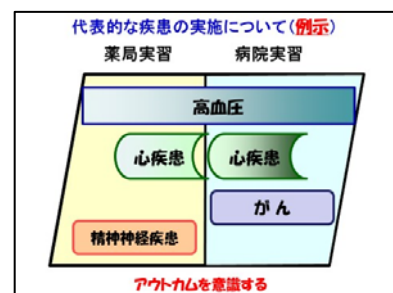 代表的な疾患の実施について(例示)
薬局実習 病院実習
高血圧
心疾患 心疾患
がん
精神神経疾患
アウトカムを意識する